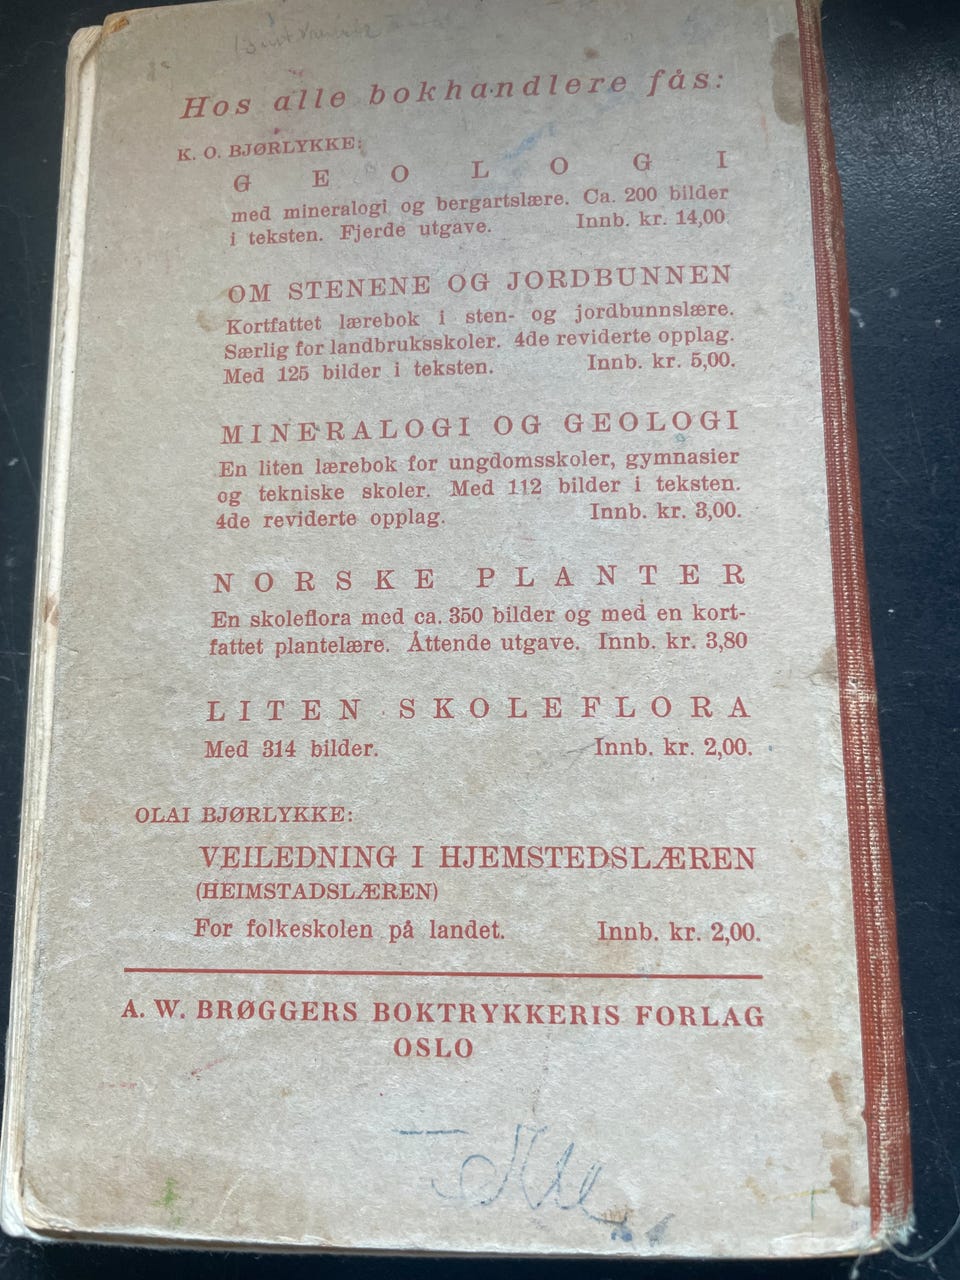 Hos alle bokhandlere fås:
K. O. BJØRLYKKE:
GEOLOGI
med mineralogi og bergartslære. Ca. 200 bilder
i teksten. Fjerde utgave. Innb. kr. 14,00
OM STENENE OG JORDBUNNEN
Kortfattet lærebok i sten- og jordbunnslære.
Særlig for landbruksskoler. 4de reviderte opplag.
Med 125 bilder i teksten. Innb. kr. 5,00.
MINERALOGI OG GEOLOGI
En liten lærebok for ungdomsskoler, gymnasier
og tekniske skoler. Med 112 bilder i teksten.
4de reviderte opplag. Innb. kr. 3,00.
NORSKE PLANTER
En skoleflora med ca. 350 bilder og med en kort-
fattet plantelære. Åttende utgave. Innb. kr. 3,80
LITEN SKOLEFLORA
Med 314 bilder. Innb. kr. 2,00.
OLAI BJØRLYKKE:
VEILEDNING I HJEMSTEDSLÆREN
(HEIMSTADSLÆREN)
For folkeskolen på landet. Innb. kr. 2,00.
A. W. BRØGGERS BOKTRYKKERIS FORLAG
OSLO